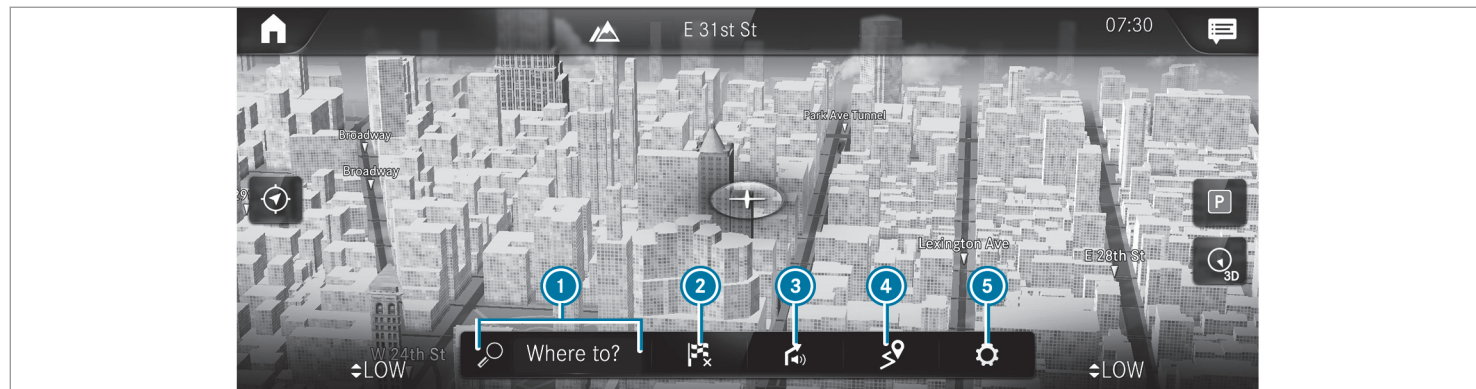 E 31st St
07:30
Park Ave Tunnel
Broadway
Broadway
29
P
Lexington Ave
E 28th St
3D
1
2
3
4
5
W 24th St
Where to?
LOW
LOW